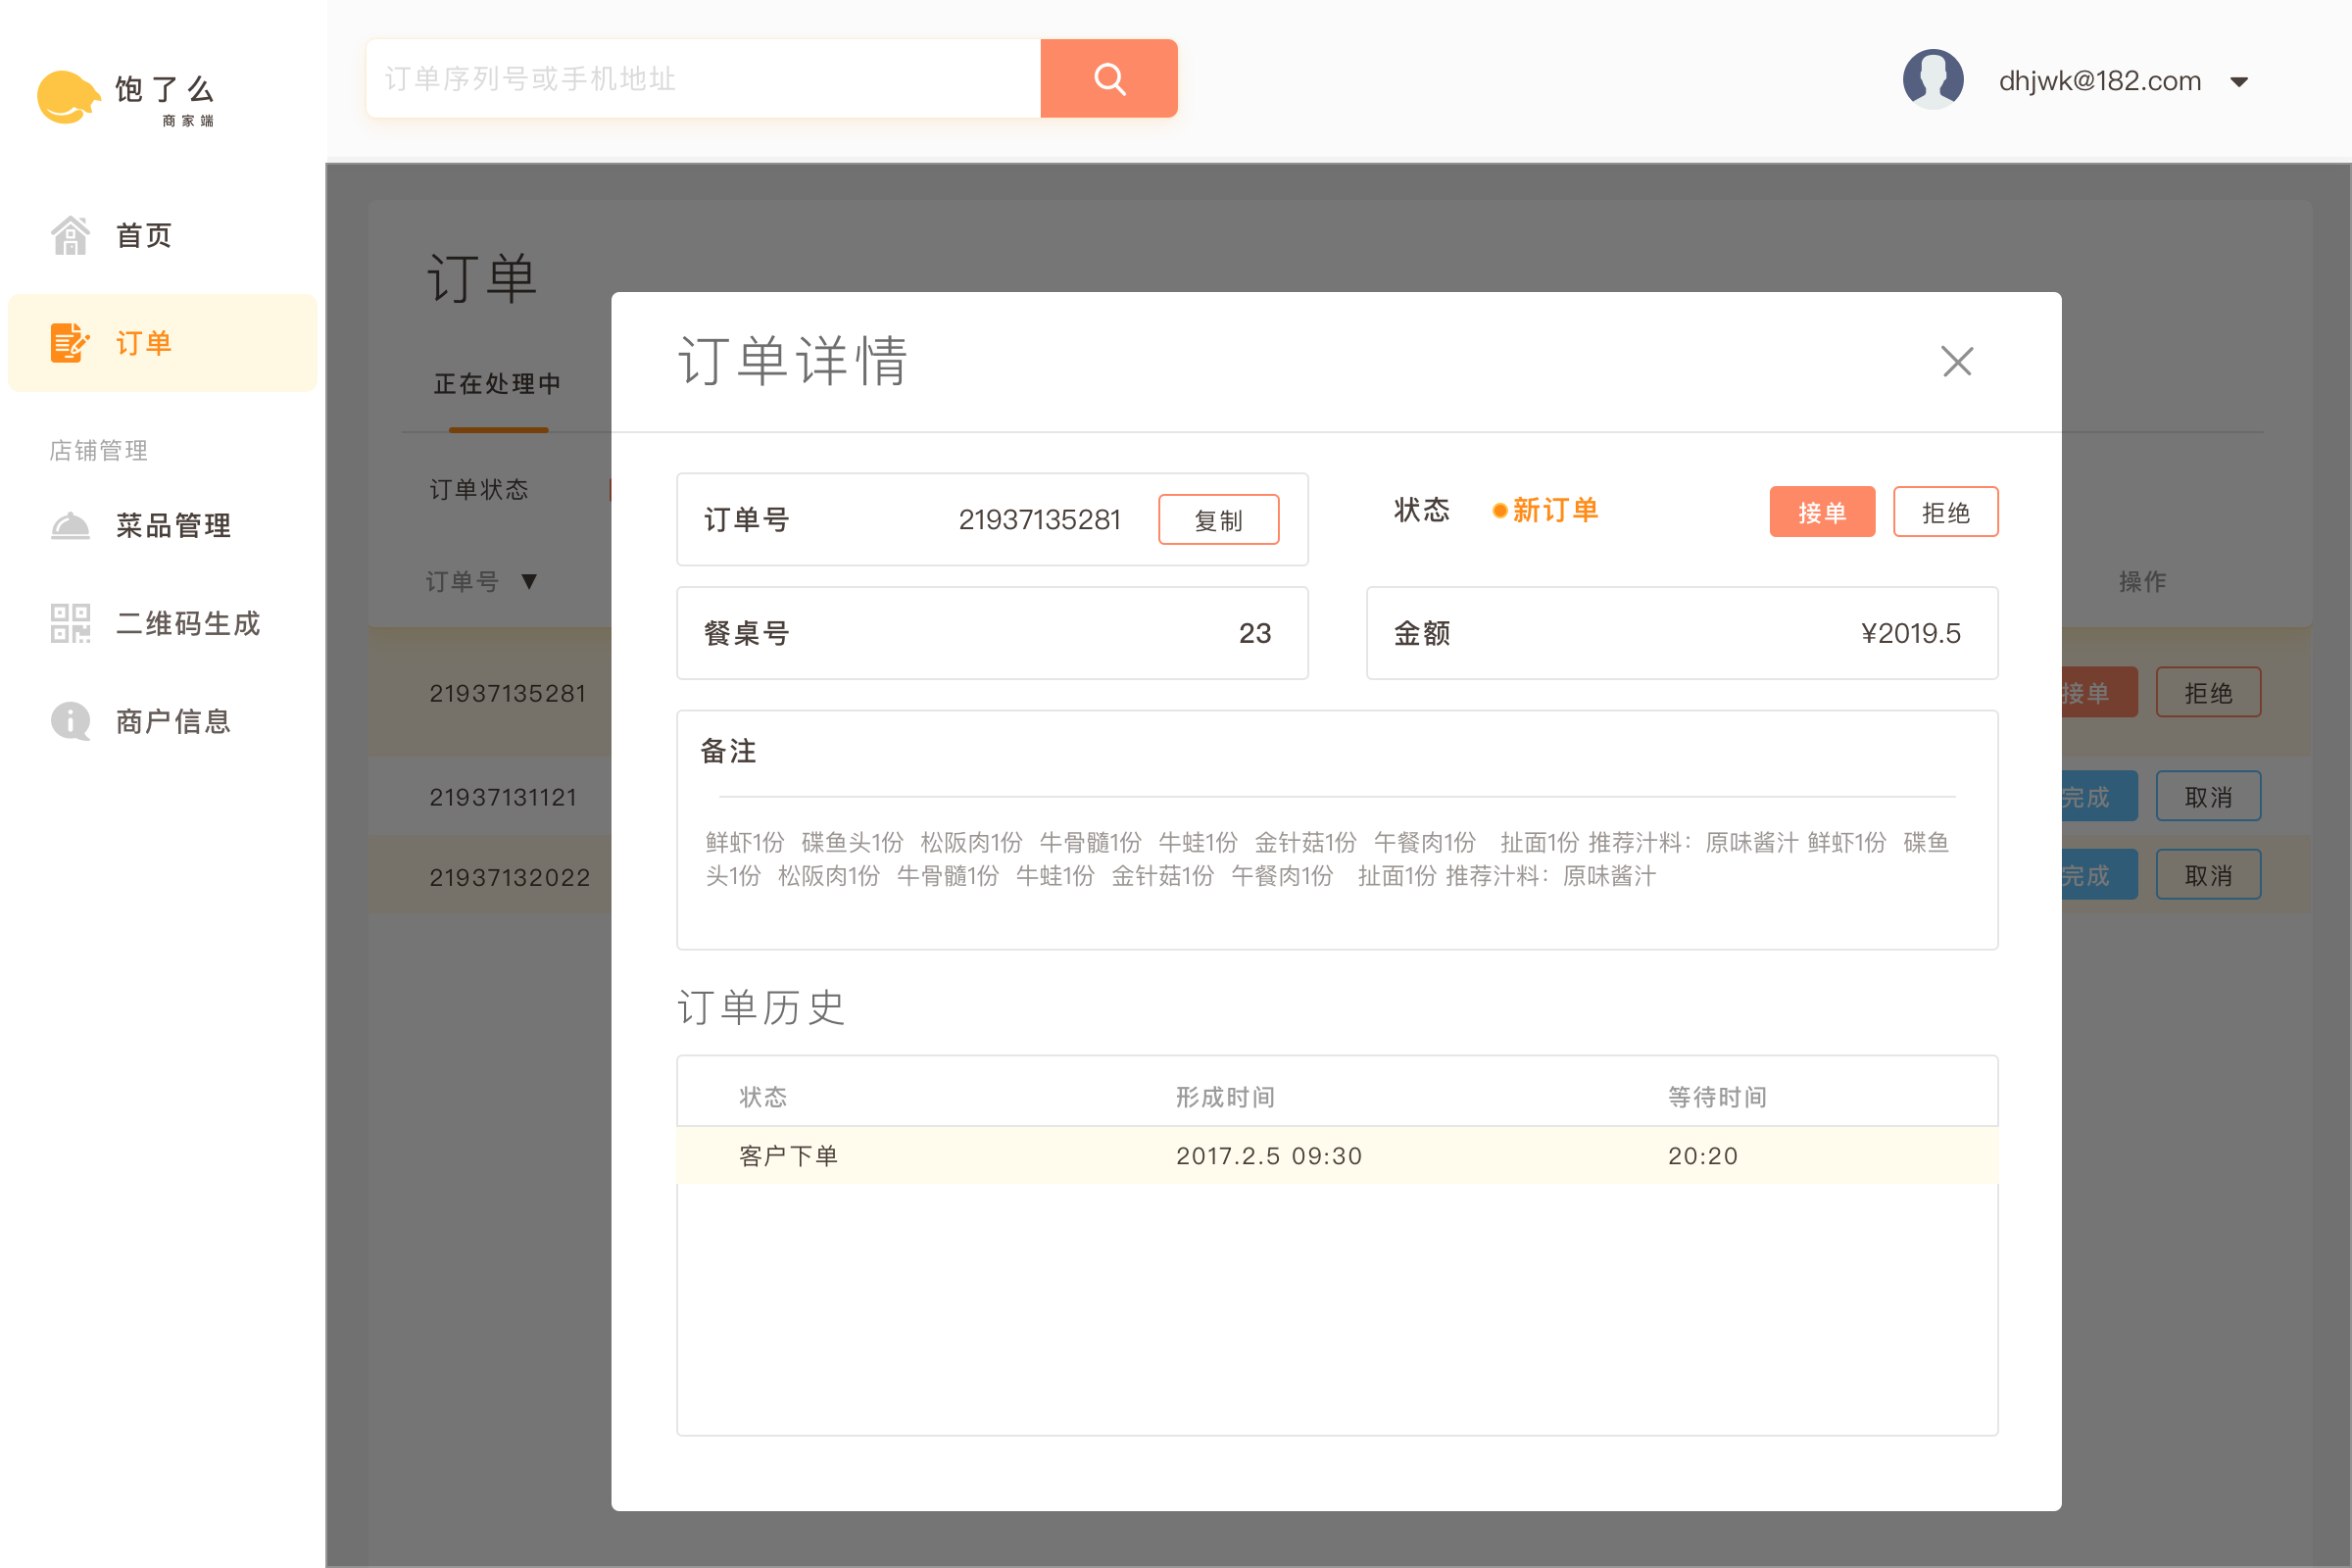 饱了么
商家端
订单序列号或手机地址
dhjwk@182.com
首页
订单
店铺管理
菜品管理
二维码生成
商户信息
订单
正在处理中
订单状态
订单号 ▼
操作
21937135281
接单
拒绝
21937131121
完成
取消
21937132022
完成
取消
订单详情
订单号 21937135281 复制
状态 新订单 接单 拒绝
餐桌号 23
金额 ¥2019.5
备注
鲜虾1份 碟鱼头1份 松阪肉1份 牛骨髓1份 牛蛙1份 金针菇1份 午餐肉1份 扯面1份 推荐汁料：原味酱汁 鲜虾1份 碟鱼
头1份 松阪肉1份 牛骨髓1份 牛蛙1份 金针菇1份 午餐肉1份 扯面1份 推荐汁料：原味酱汁
订单历史
状态 形成时间 等待时间
客户下单 2017.2.5 09:30 20:20